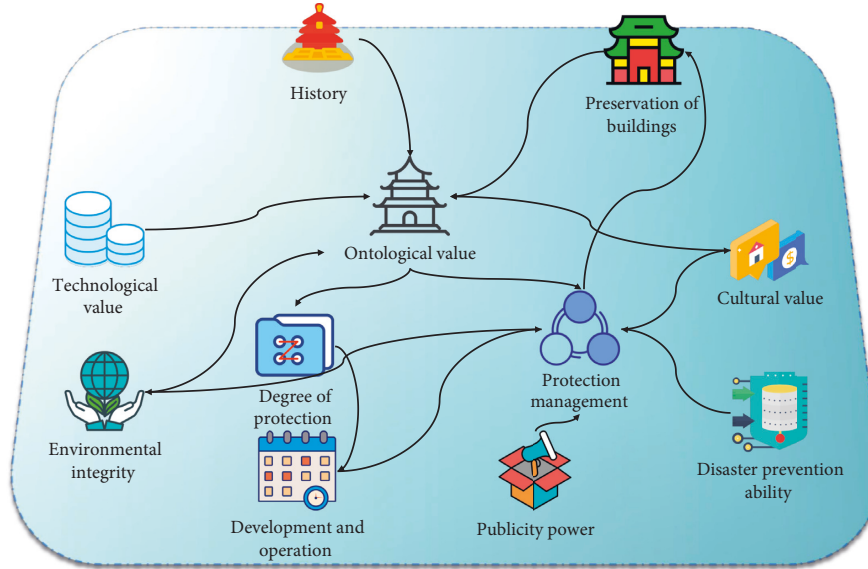 History
Preservation of
buildings
Ontological value
Technological
value
Cultural value
Degree of
protection
Protection
management
Environmental
integrity
Disaster prevention
ability
Development and
operation
Publicity power